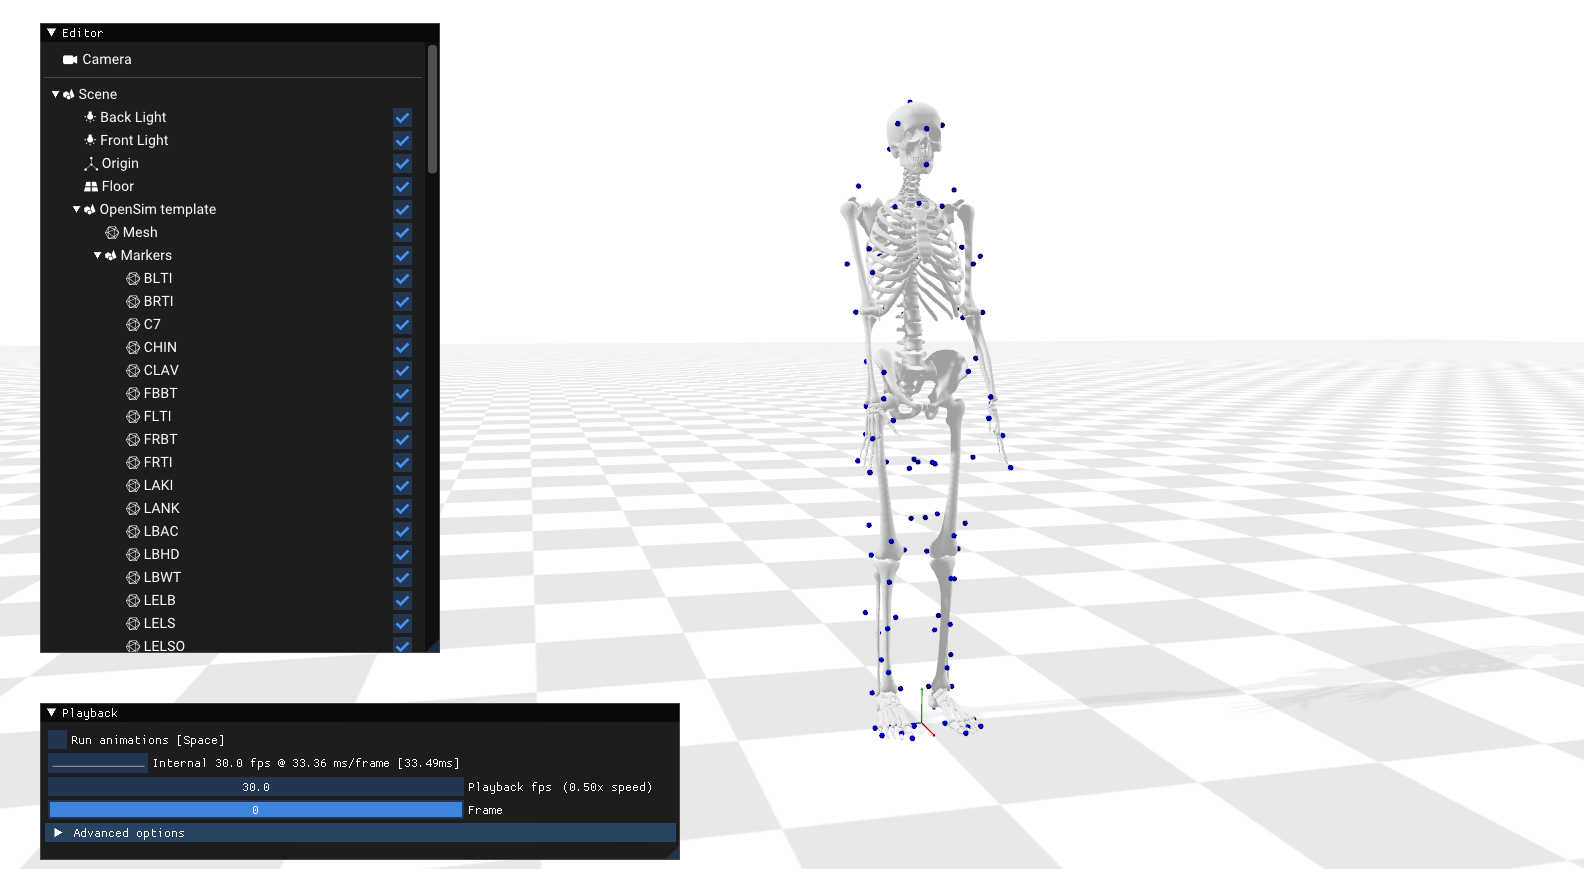 Editor
Camera
Scene
Back Light
Front Light
Origin
Floor
OpenSim template
Mesh
Markers
BLTI
BRTI
C7
CHIN
CLAV
FBBT
FLTI
FRBT
FRTI
LAKI
LANK
LBAC
LBHD
LBWT
LELB
LELS
LELSO
Playback
Run animations [Space]
Internal 30.0 fps @ 33.36 ms/frame [33.49ms]
30.0 Playback fps (0.50x speed)
0 Frame
Advanced options